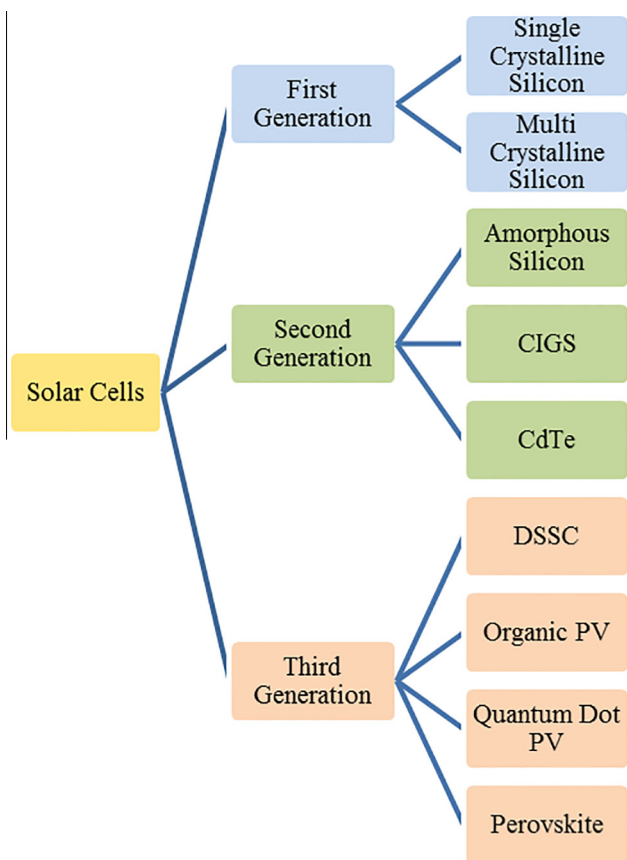 Solar Cells
First
Generation
Single
Crystalline
Silicon
Multi
Crystalline
Silicon
Second
Generation
Amorphous
Silicon
CIGS
CdTe
Third
Generation
DSSC
Organic PV
Quantum Dot
PV
Perovskite